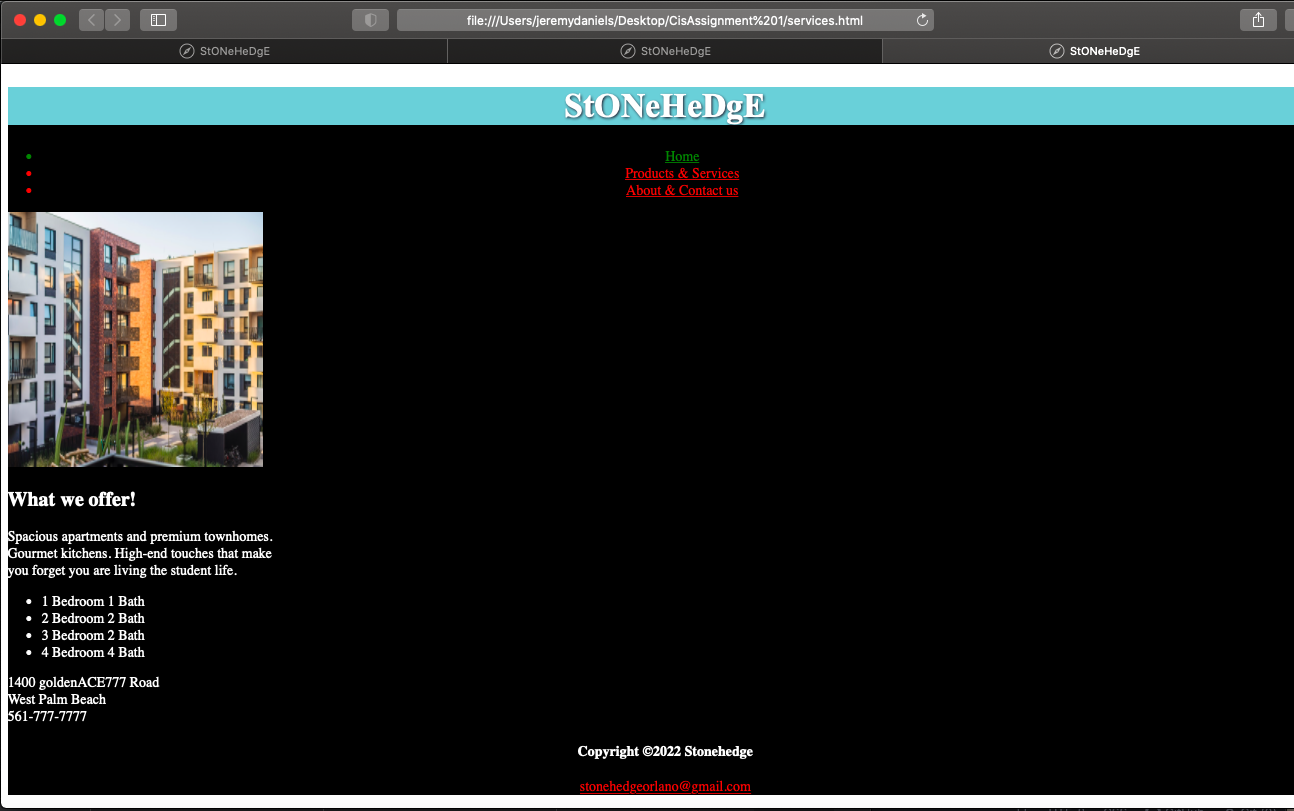 file:///Users/jeremydaniels/Desktop/CisAssignment%201/services.html
StONeHeDgE
StONeHeDgE
StONeHeDgE
StONeHeDgE
Home
Products & Services
About & Contact us
What we offer!
Spacious apartments and premium townhomes.
Gourmet kitchens. High-end touches that make
you forget you are living the student life.
1 Bedroom 1 Bath
2 Bedroom 2 Bath
3 Bedroom 2 Bath
4 Bedroom 4 Bath
1400 goldenACE777 Road
West Palm Beach
561-777-7777
Copyright ©2022 Stonehedge
stonehedgeorlano@gmail.com